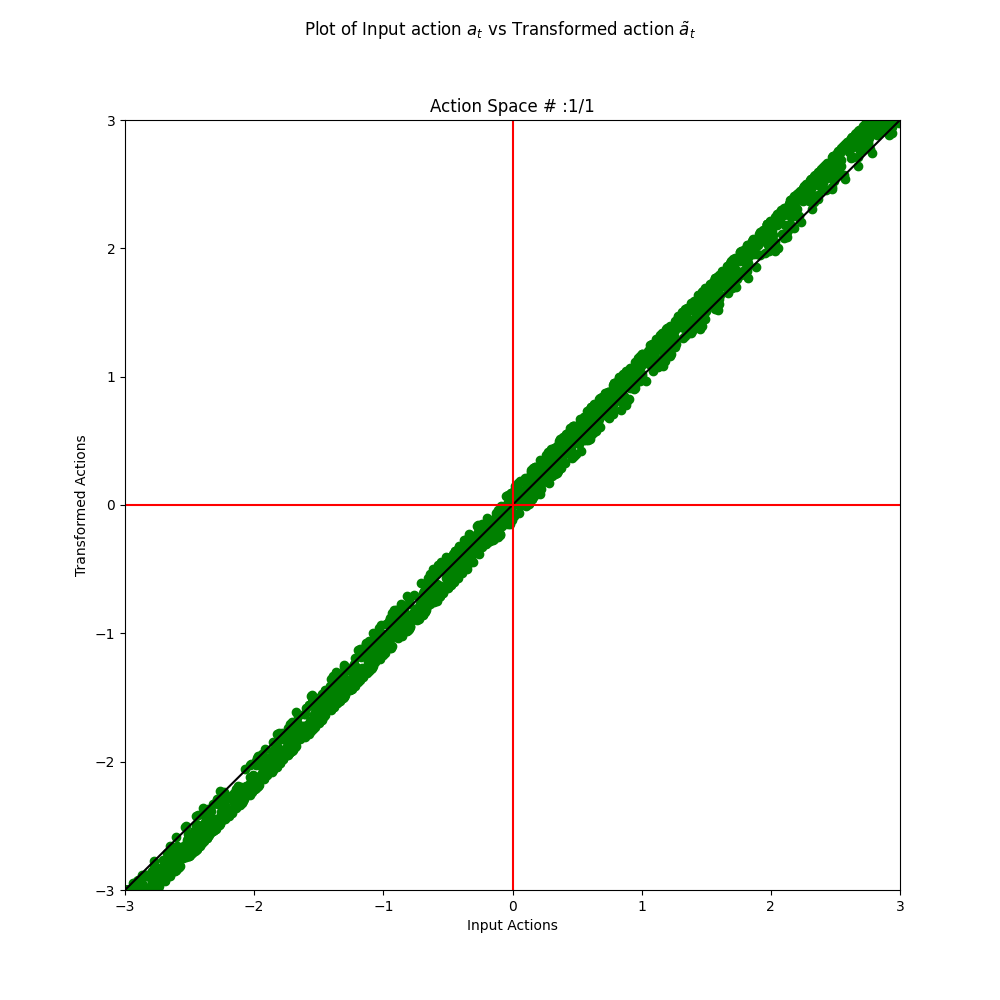 Plot of Input action $a_t$ vs Transformed action $\tilde{a}_t$
Action Space # :1/1
3
2
1
0
−1
−2
−3
Transformed Actions
−3 −2 −1 0 1 2 3
Input Actions